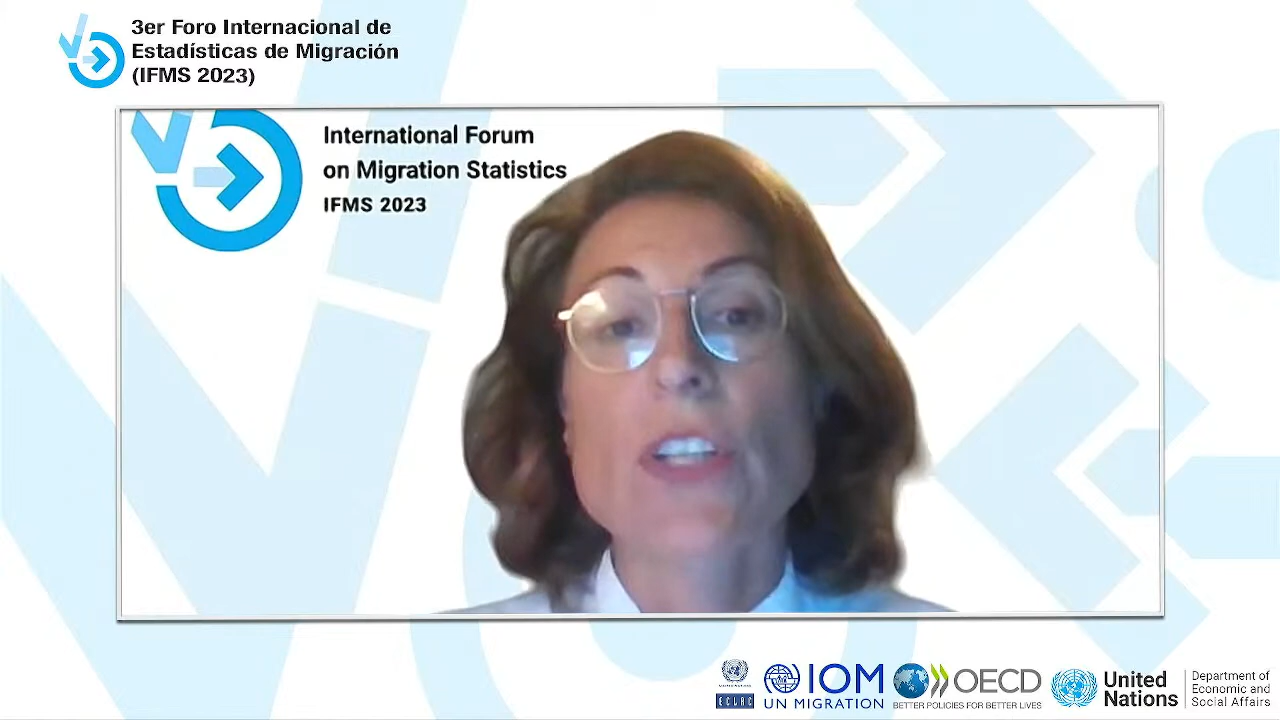 3er Foro Internacional de
Estadísticas de Migración
(IFMS 2023)
International Forum
on Migration Statistics
IFMS 2023
ECLAC
IOM
UN MIGRATION
OECD
BETTER POLICIES FOR BETTER LIVES
United
Nations
Department of
Economic and
Social Affairs